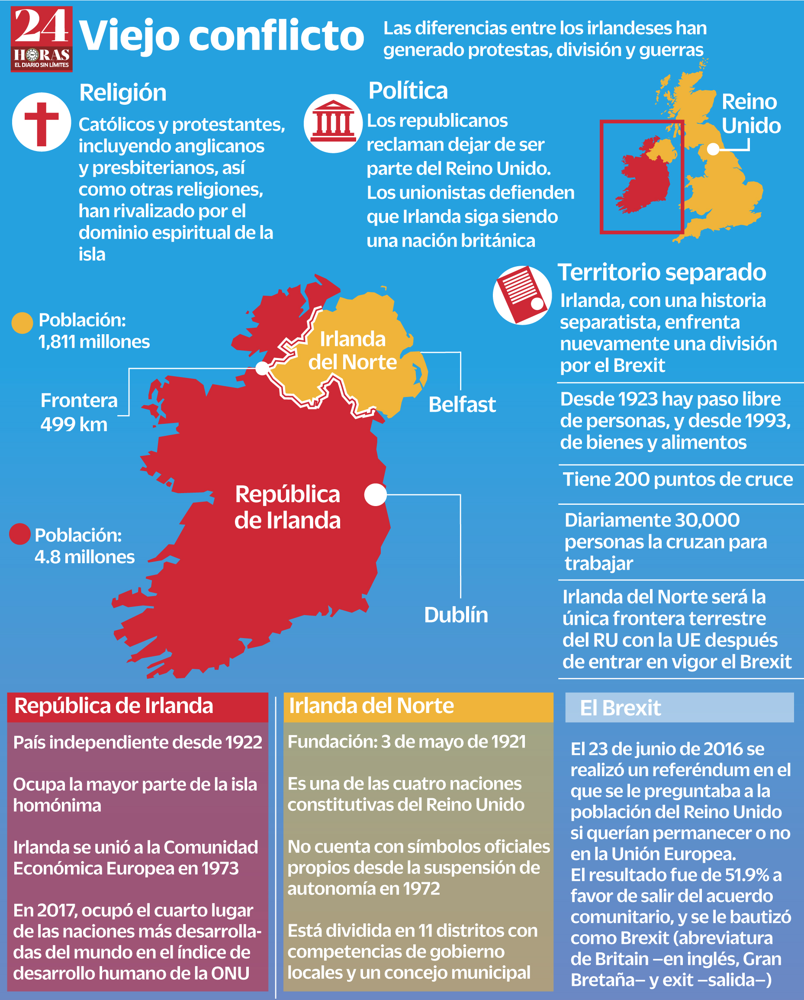 24
HORAS
EL DIARIO SIN LÍMITES
Viejo conflicto
Las diferencias entre los irlandeses han
generado protestas, división y guerras
Religión
Católicos y protestantes,
incluyendo anglicanos
y presbiterianos, así
como otras religiones,
han rivalizado por el
dominio espiritual de la
isla
Política
Los republicanos
reclaman dejar de ser
parte del Reino Unido.
Los unionistas defienden
que Irlanda siga siendo
una nación británica
Reino
Unido
Población:
1,811 millones
Frontera
499 km
Irlanda
del Norte
Belfast
República
de Irlanda
Población:
4.8 millones
Dublín
Territorio separado
Irlanda, con una historia
separatista, enfrenta
nuevamente una división
por el Brexit
Desde 1923 hay paso libre
de personas, y desde 1993,
de bienes y alimentos
Tiene 200 puntos de cruce
Diariamente 30,000
personas la cruzan para
trabajar
Irlanda del Norte será la
única frontera terrestre
del RU con la UE después
de entrar en vigor el Brexit
República de Irlanda
País independiente desde 1922
Ocupa la mayor parte de la isla
homónima
Irlanda se unió a la Comunidad
Económica Europea en 1973
En 2017, ocupó el cuarto lugar
de las naciones más desarrolla-
das del mundo en el índice de
desarrollo humano de la ONU
Irlanda del Norte
Fundación: 3 de mayo de 1921
Es una de las cuatro naciones
constitutivas del Reino Unido
No cuenta con símbolos oficiales
propios desde la suspensión de
autonomía en 1972
Está dividida en 11 distritos con
competencias de gobierno
locales y un concejo municipal
El Brexit
El 23 de junio de 2016 se
realizó un referéndum en el
que se le preguntaba a la
población del Reino Unido
si querían permanecer o no
en la Unión Europea.
El resultado fue de 51.9% a
favor de salir del acuerdo
comunitario, y se le bautizó
como Brexit (abreviatura
de Britain –en inglés, Gran
Bretaña– y exit –salida–)